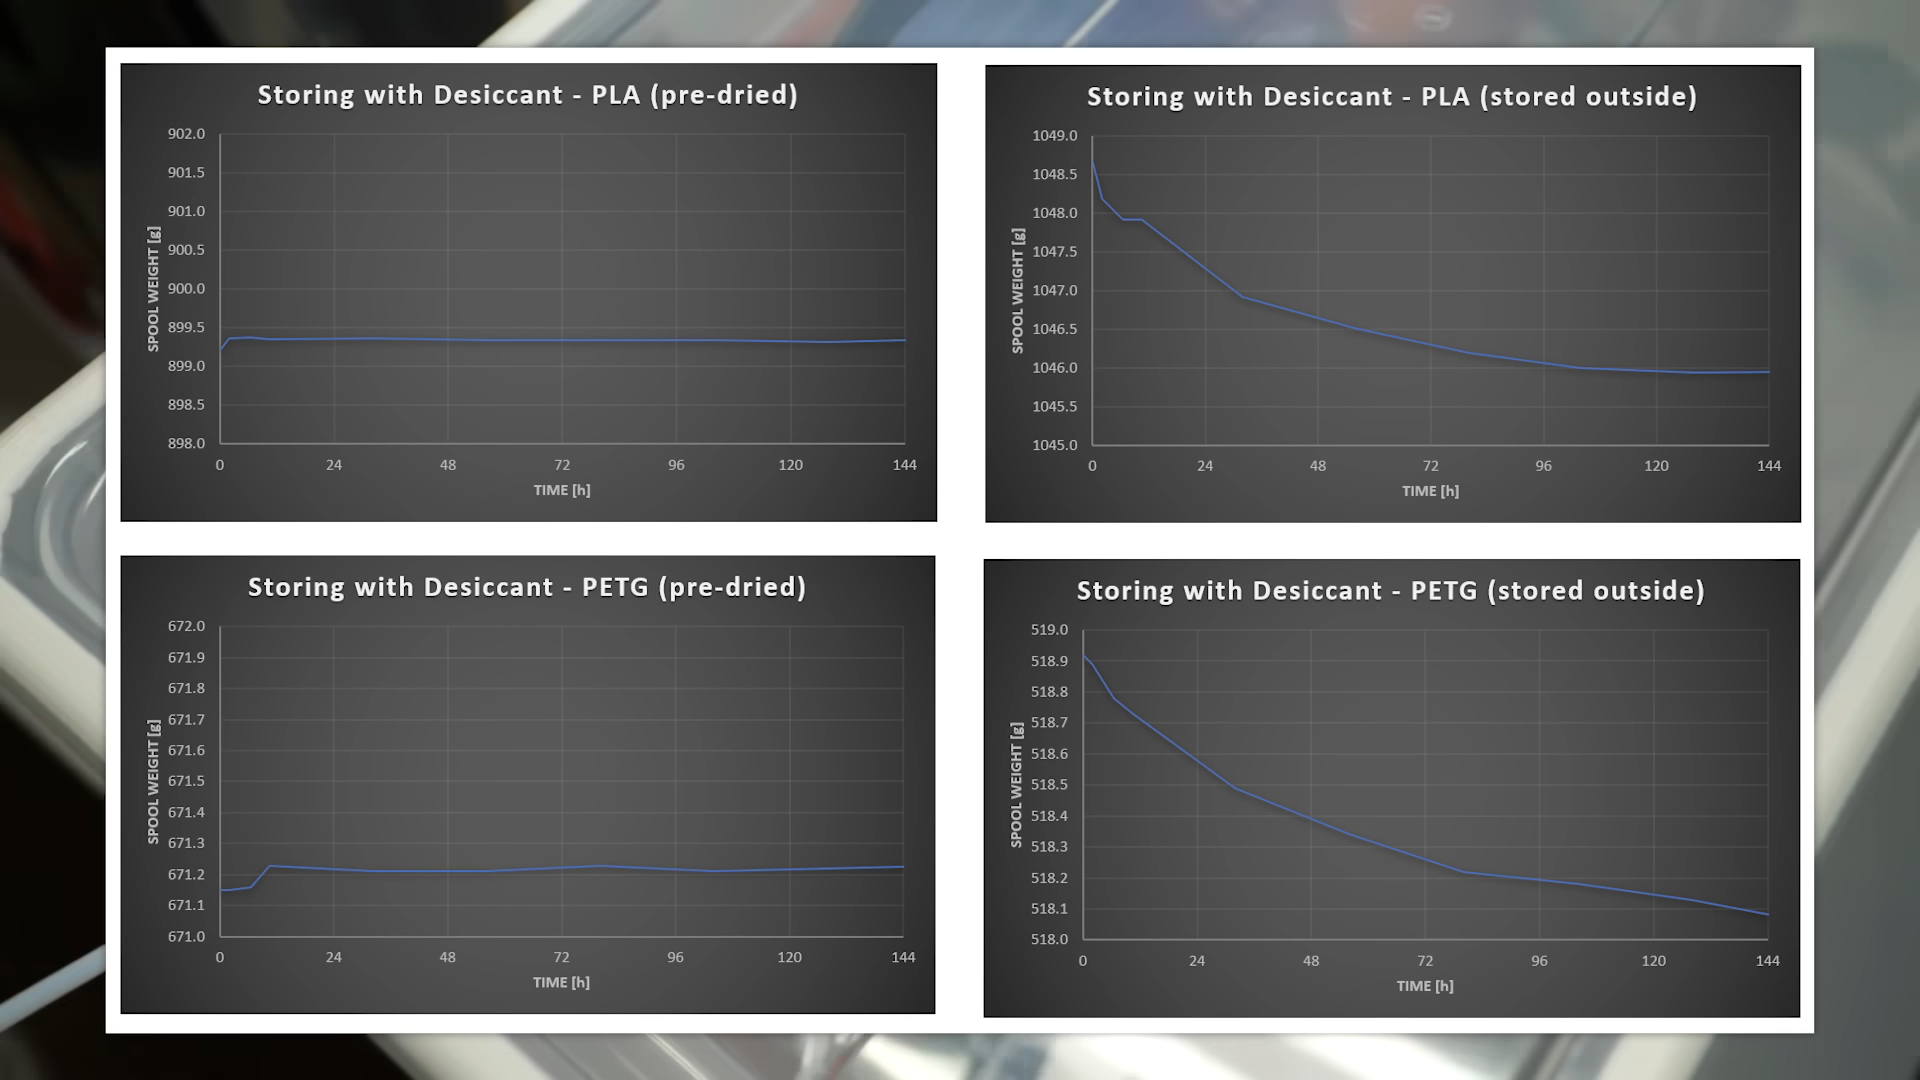 Storing with Desiccant - PLA (pre-dried)
902.0
901.5
901.0
900.5
900.0
899.5
899.0
898.5
898.0
SPOOL WEIGHT [g]
0 24 48 72 96 120 144
TIME [h]
Storing with Desiccant - PLA (stored outside)
1049.0
1048.5
1048.0
1047.5
1047.0
1046.5
1046.0
1045.5
1045.0
SPOOL WEIGHT [g]
0 24 48 72 96 120 144
TIME [h]
Storing with Desiccant - PETG (pre-dried)
672.0
671.9
671.8
671.7
671.6
671.5
671.4
671.3
671.2
671.1
671.0
SPOOL WEIGHT [g]
0 24 48 72 96 120 144
TIME [h]
Storing with Desiccant - PETG (stored outside)
519.0
518.9
518.8
518.7
518.6
518.5
518.4
518.3
518.2
518.1
518.0
SPOOL WEIGHT [g]
0 24 48 72 96 120 144
TIME [h]